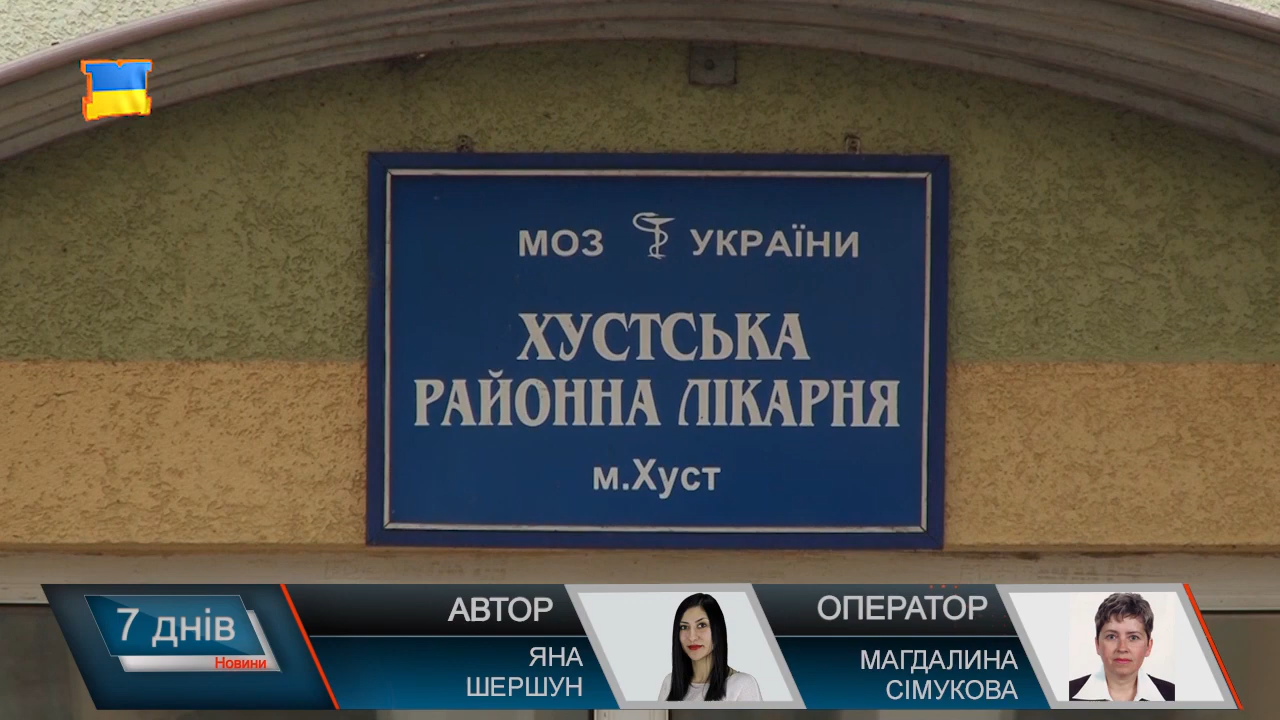 МОЗ УКРАЇНИ
ХУСТСЬКА
РАЙОННА ЛІКАРНЯ
м.Хуст
7 днів
Новини
АВТОР
ЯНА
ШЕРШУН
ОПЕРАТОР
МАГДАЛИНА
СІМУКОВА